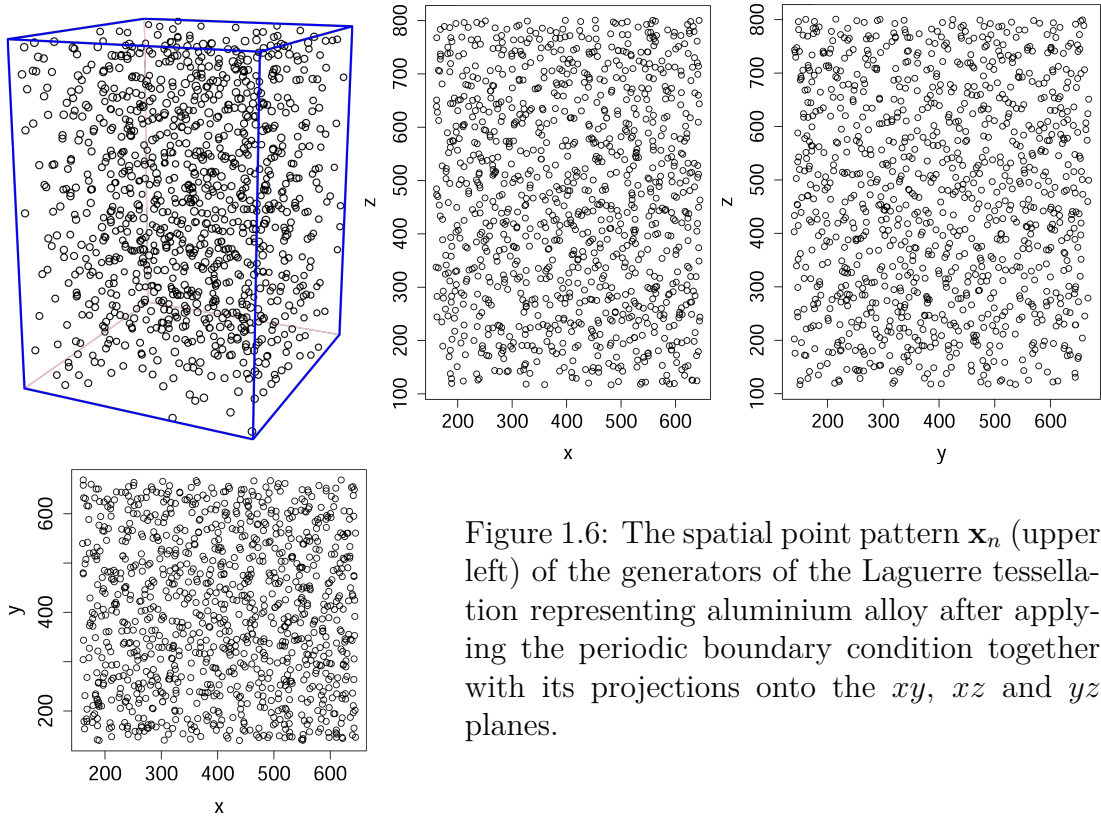 z
100 200 300 400 500 600 700 800
200 300 400 500 600
x
z
100 200 300 400 500 600 700 800
200 300 400 500 600
y
y
200 400 600
200 300 400 500 600
x
Figure 1.6: The spatial point pattern xₙ (upper
left) of the generators of the Laguerre tessella-
tion representing aluminium alloy after apply-
ing the periodic boundary condition together
with its projections onto the xy, xz and yz
planes.